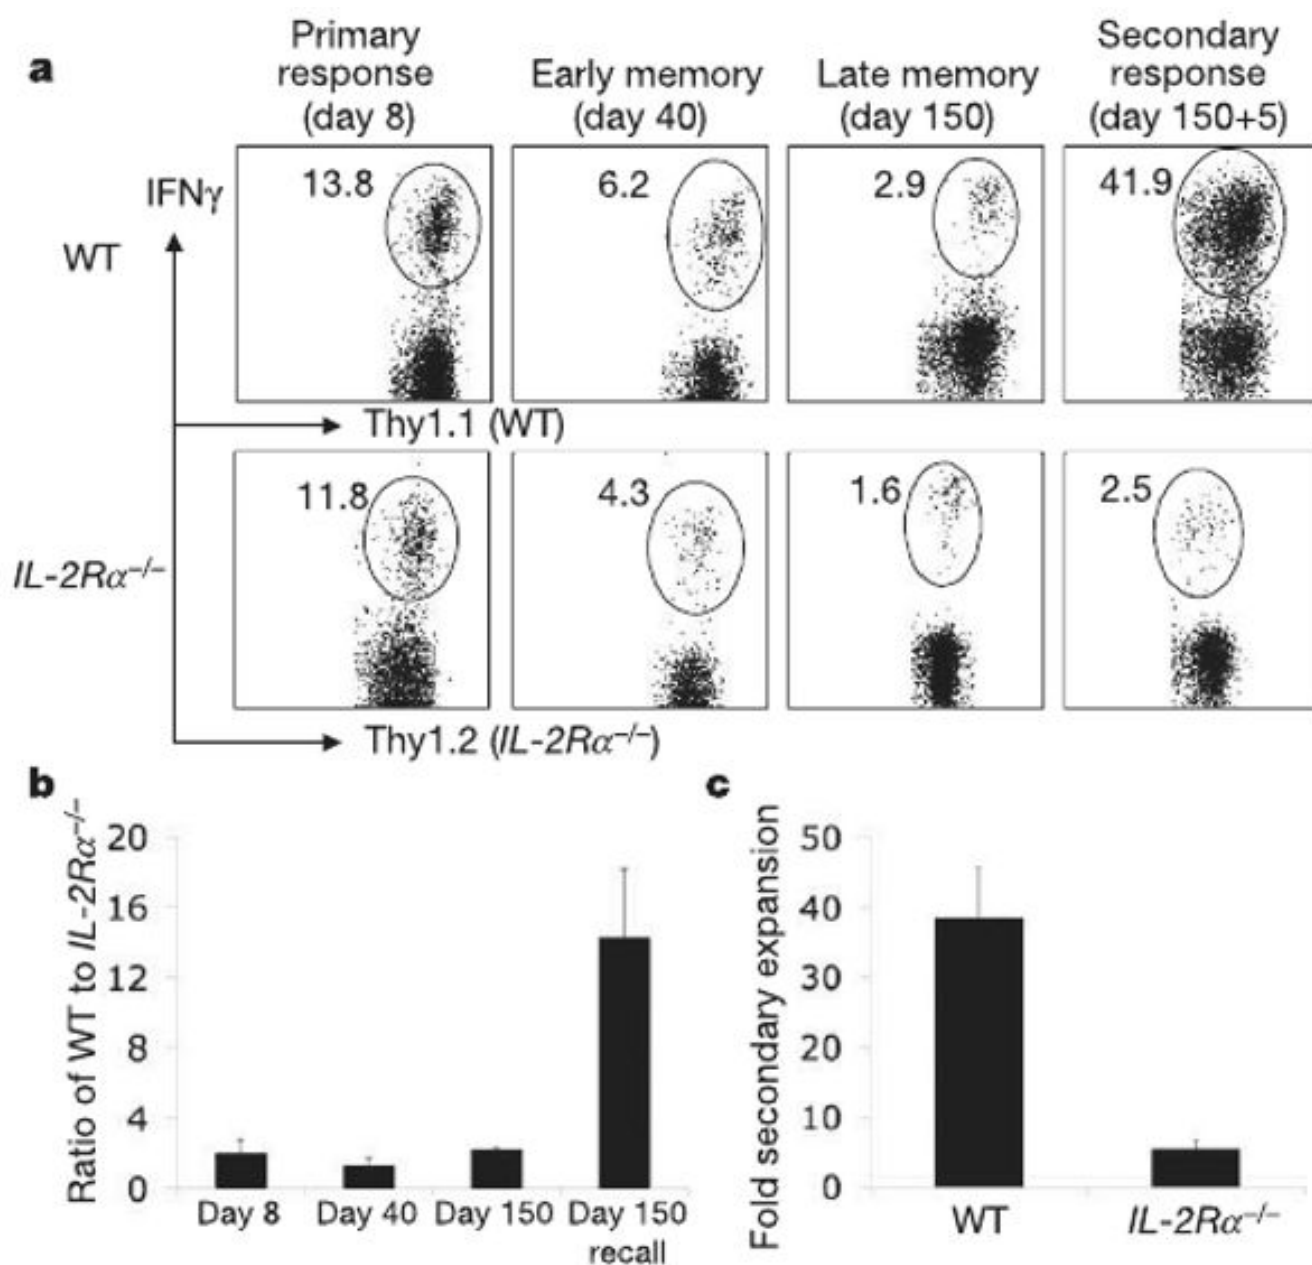 a
Primary
response
(day 8)
Early memory
(day 40)
Late memory
(day 150)
Secondary
response
(day 150+5)
IFNγ
WT
13.8
6.2
2.9
41.9
Thy1.1 (WT)
IL-2Rα⁻/⁻
11.8
4.3
1.6
2.5
Thy1.2 (IL-2Rα⁻/⁻)
b
Ratio of WT to IL-2Rα⁻/⁻
20
16
12
8
4
0
Day 8
Day 40
Day 150
Day 150
recall
c
Fold secondary expansion
50
40
30
20
10
0
WT
IL-2Rα⁻/⁻